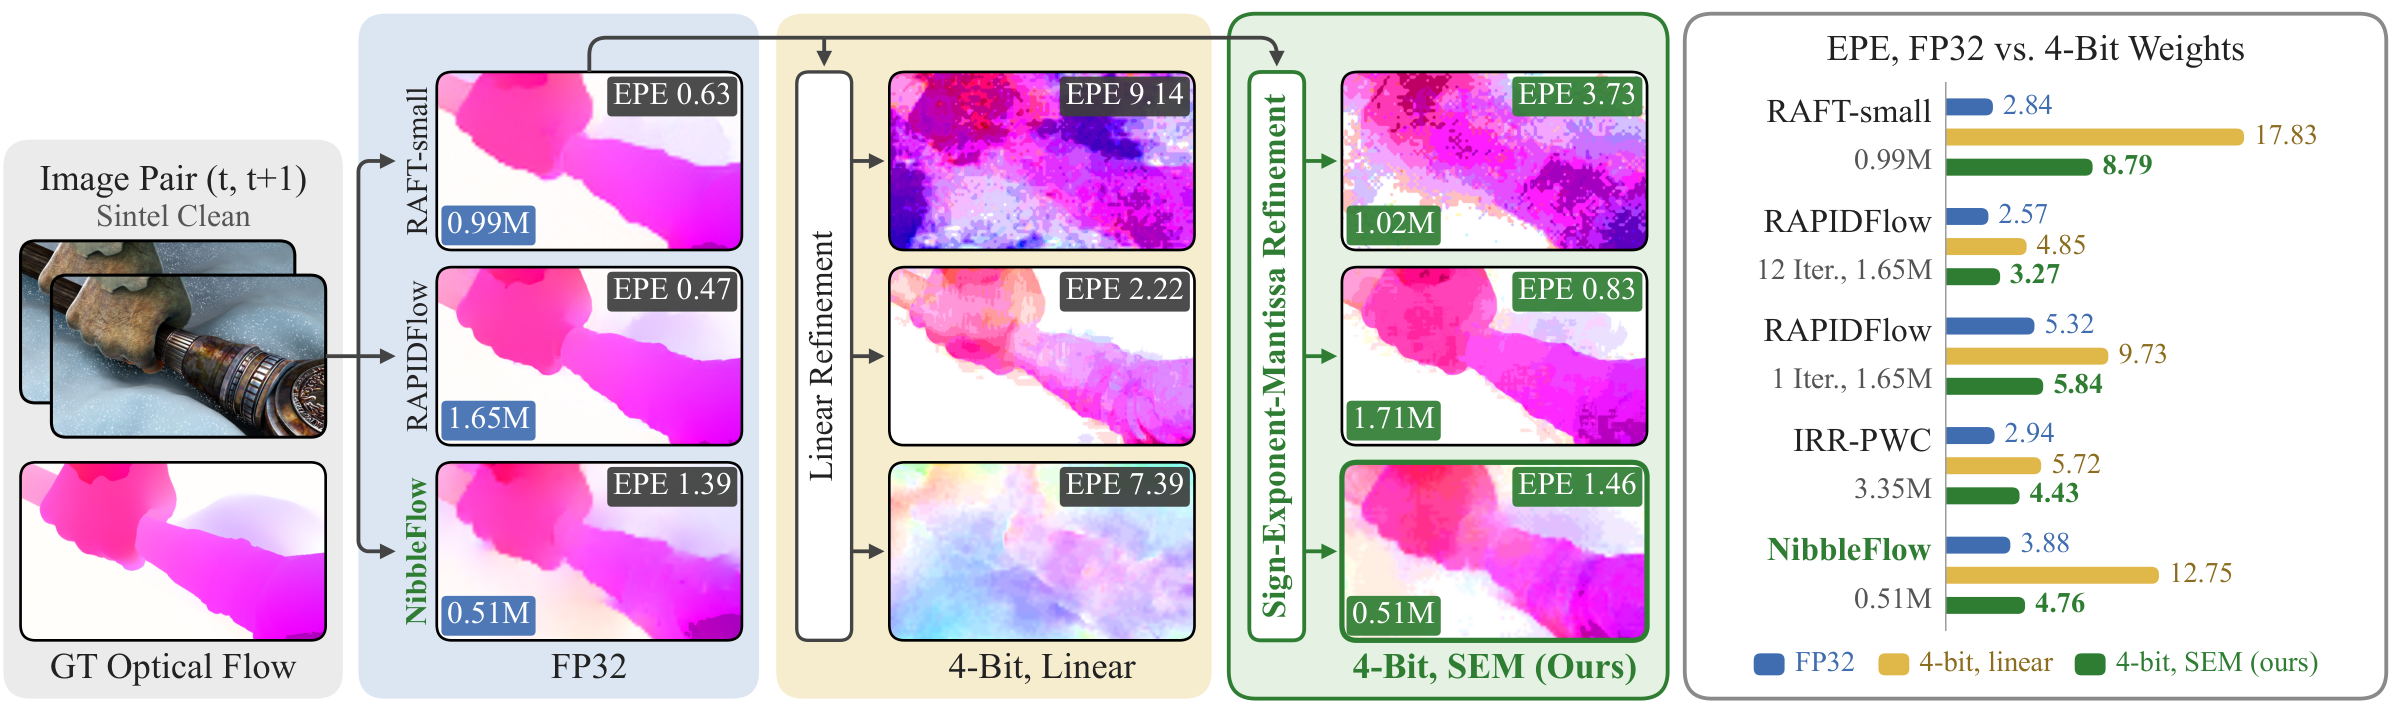 Image Pair (t, t+1)
Sintel Clean
GT Optical Flow
RAFT-small
EPE 0.63
0.99M
RAPIDFlow
EPE 0.47
1.65M
NibbleFlow
EPE 1.39
0.51M
FP32
Linear Refinement
EPE 9.14
EPE 2.22
EPE 7.39
4-Bit, Linear
Sign-Exponent-Mantissa Refinement
EPE 3.73
1.02M
EPE 0.83
1.71M
EPE 1.46
0.51M
4-Bit, SEM (Ours)
EPE, FP32 vs. 4-Bit Weights
RAFT-small
0.99M
2.84
17.83
8.79
RAPIDFlow
12 Iter., 1.65M
2.57
4.85
3.27
RAPIDFlow
1 Iter., 1.65M
5.32
9.73
5.84
IRR-PWC
3.35M
2.94
5.72
4.43
NibbleFlow
0.51M
3.88
12.75
4.76
FP32
4-bit, linear
4-bit, SEM (ours)